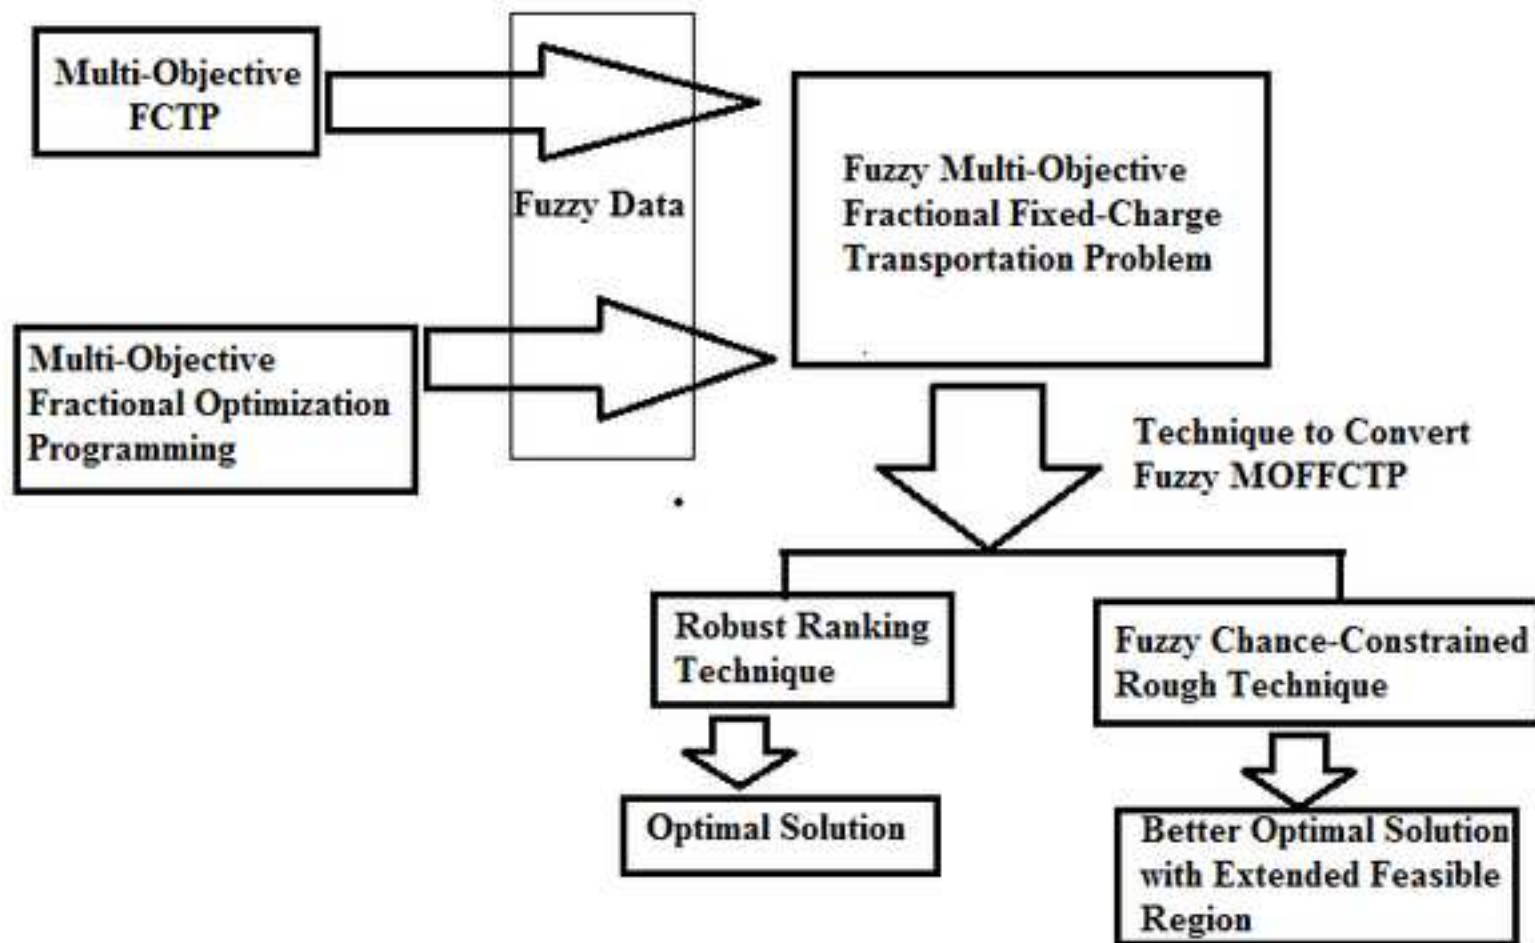 Multi-Objective
FCTP
Fuzzy Data
Fuzzy Multi-Objective
Fractional Fixed-Charge
Transportation Problem
Multi-Objective
Fractional Optimization
Programming
Technique to Convert
Fuzzy MOFFCTP
Robust Ranking
Technique
Fuzzy Chance-Constrained
Rough Technique
Optimal Solution
Better Optimal Solution
with Extended Feasible
Region